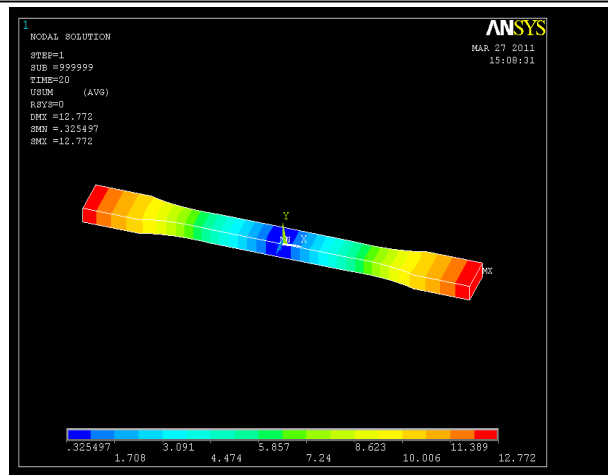 1
NODAL SOLUTION
STEP=1
SUB =999999
TIME=20
USUM (AVG)
RSYS=0
DMX =12.772
SMN =.325497
SMX =12.772
ANSYS
MAR 27 2011
15:08:31
Y
MN X
MX
.325497 3.091 5.857 8.623 11.389
1.708 4.474 7.24 10.006 12.772